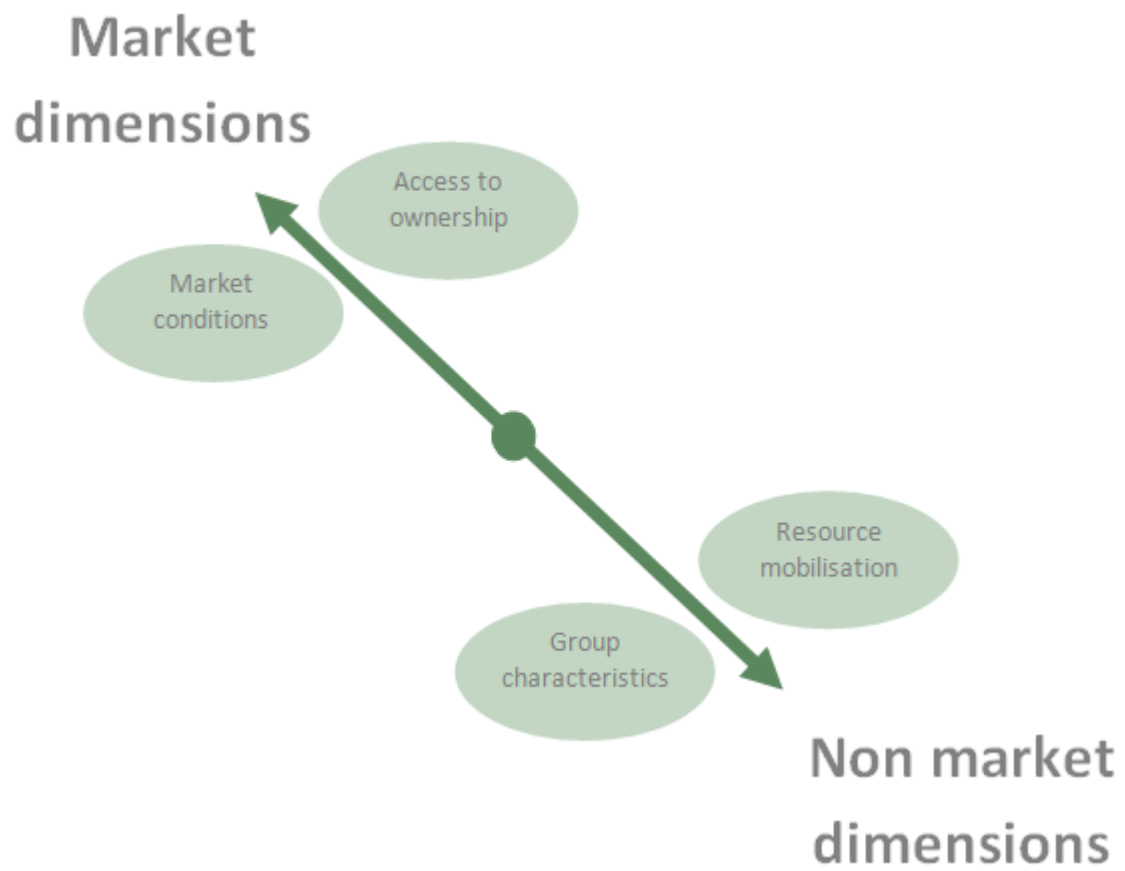 Market
dimensions
Access to
ownership
Market
conditions
Resource
mobilisation
Group
characteristics
Non market
dimensions